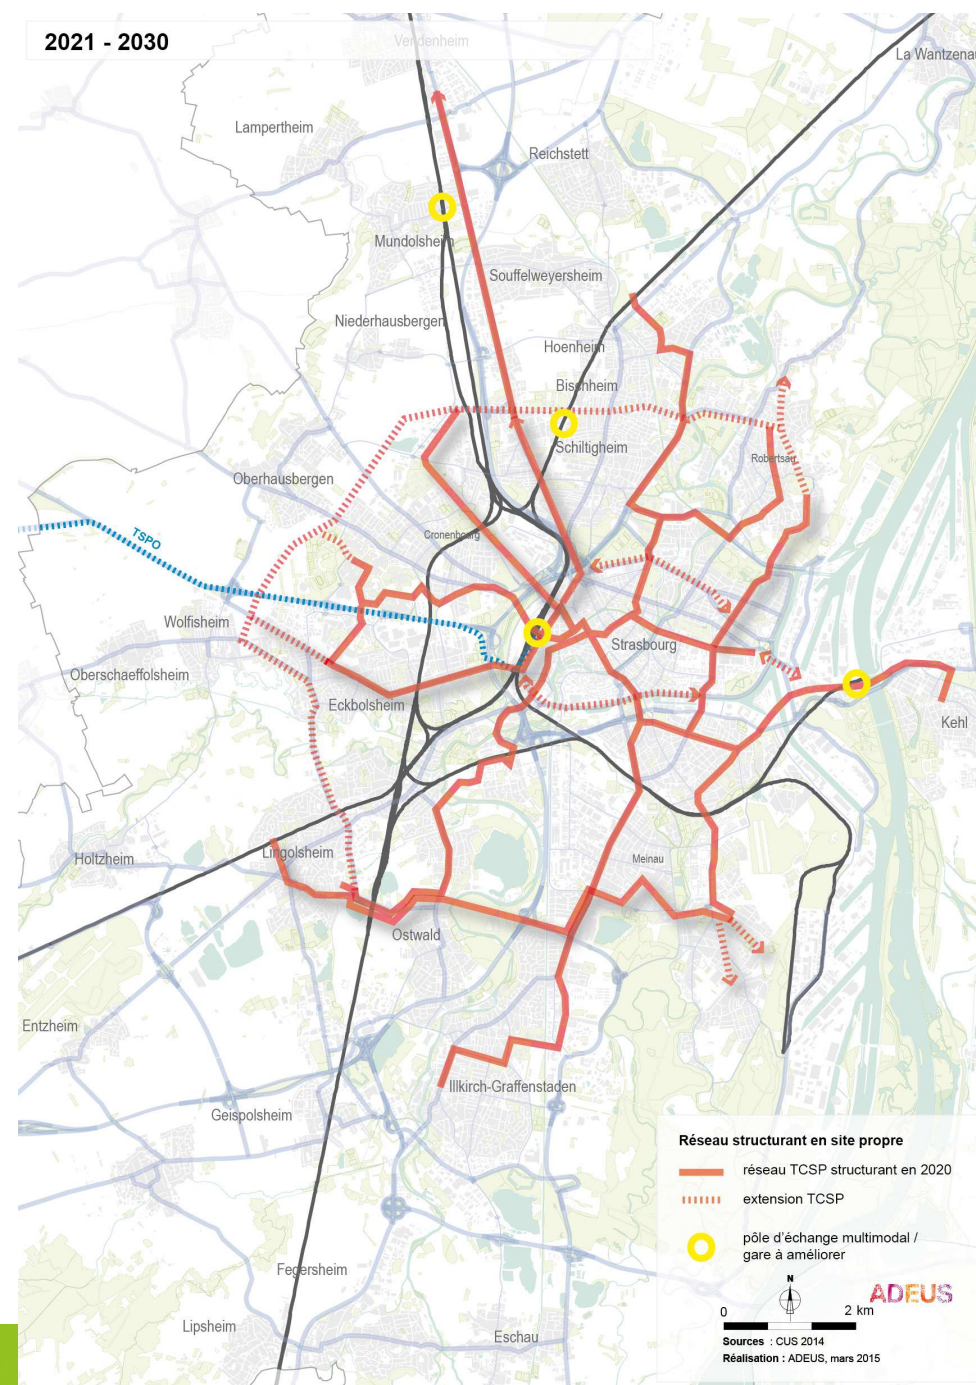 2021 - 2030
Vendenheim
La Wantzenau
Lampertheim
Reichstett
Mundolsheim
Souffelweyersheim
Niederhausbergen
Hoenheim
Bischheim
Schiltigheim
Robertsau
Oberhausbergen
Cronenbourg
TSPO
Wolfisheim
Strasbourg
Oberschaeffolsheim
Eckbolsheim
Kehl
Holtzheim
Lingolsheim
Meinau
Ostwald
Entzheim
Illkirch-Graffenstaden
Geispolsheim
Fegersheim
Lipsheim
Eschau
Réseau structurant en site propre
réseau TCSP structurant en 2020
extension TCSP
pôle d'échange multimodal /
gare à améliorer
N
ADEUS
0 2 km
Sources : CUS 2014
Réalisation : ADEUS, mars 2015